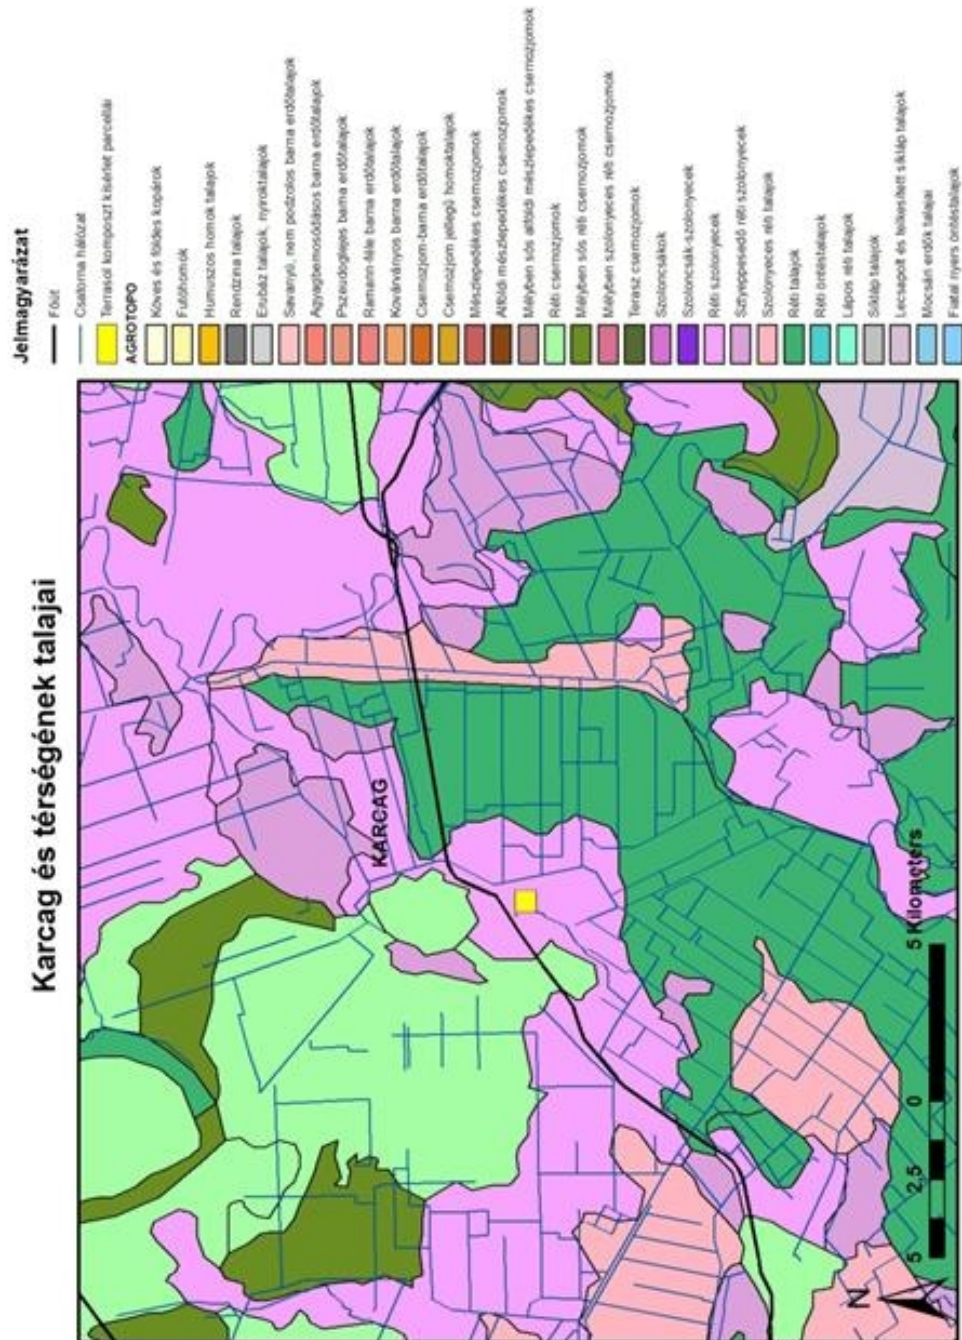 Karcag és térségének talajai
KARCAG
N
5 2,5 0 5 Kilometers
Jelmagyarázat
Főút
Csatorna hálózat
Terrasol komposzt kísérlet parcellái
AGROTOPO
Köves és földes kopárok
Futóhomok
Humuszos homok talajok
Rendzina talajok
Erubáz talajok, nyiroktalajok
Savanyú, nem podzolos barna erdőtalajok
Agyagbemosódásos barna erdőtalajok
Pszeudoglejes barna erdőtalajok
Ramann-féle barna erdőtalajok
Kovárványos barna erdőtalajok
Csernozjom-barna erdőtalajok
Csernozjom jellegű homoktalajok
Mészlepedékes csernozjomok
Alföldi mészlepedékes csernozjomok
Mélyben sós alföldi mészlepedékes csernozjomok
Réti csernozjomok
Mélyben sós réti csernozjomok
Mélyben szolonyeces réti csernozjomok
Terasz csernozjomok
Szoloncsákok
Szoloncsák-szolonyecek
Réti szolonyecek
Sztyeppesedő réti szolonyecek
Szolonyeces réti talajok
Réti talajok
Réti öntéstalajok
Lápos réti talajok
Síkláp talajok
Lecsapolt és telkesített síkláp talajok
Mocsári erdők talajai
Fiatal nyers öntéstalajok